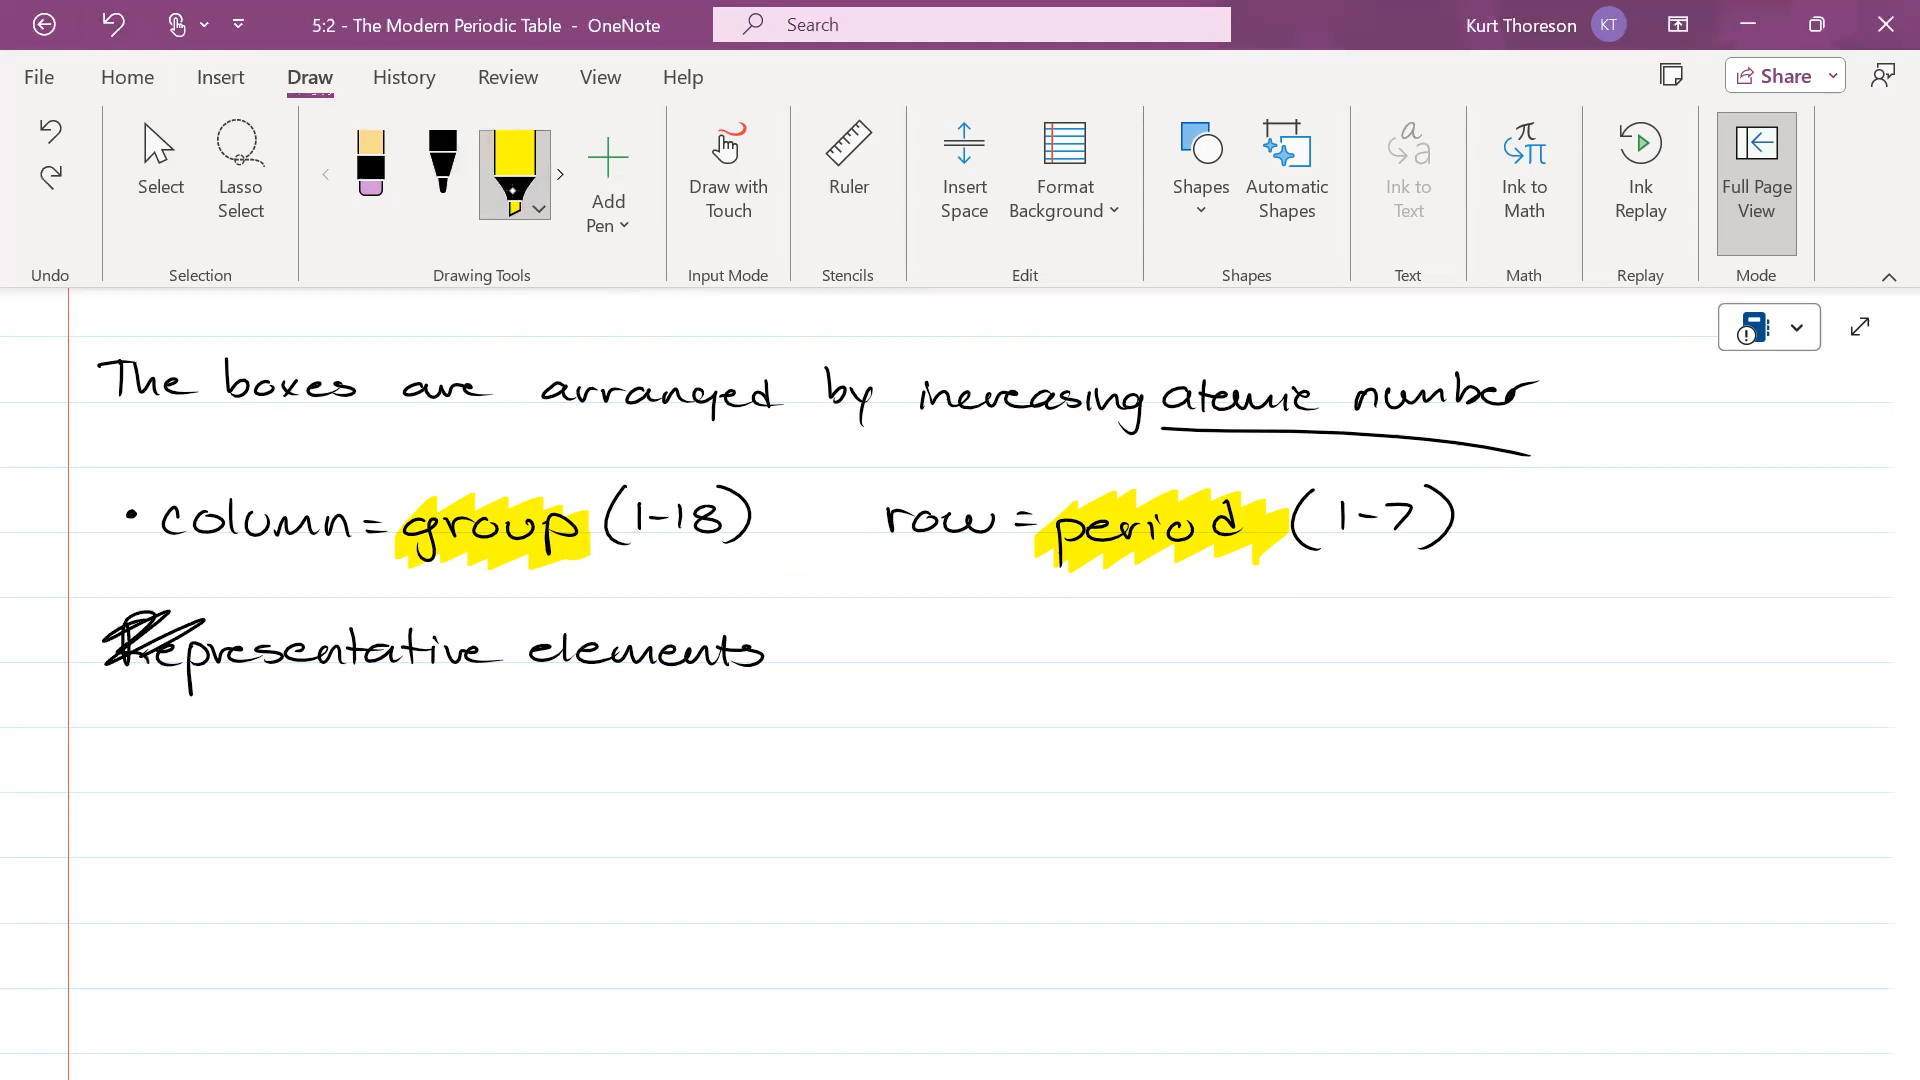 5:2 - The Modern Periodic Table - OneNote
Search
Kurt Thoreson KT
File Home Insert Draw History Review View Help
Share
Select
Lasso Select
Add Pen
Draw with Touch
Ruler
Insert Space
Format Background
Shapes
Automatic Shapes
a a
Ink to Text
π π
Ink to Math
Ink Replay
Full Page View
Undo Selection Drawing Tools Input Mode Stencils Edit Shapes Text Math Replay Mode
The boxes are arranged by increasing atomic number
• column = group (1-18) row = period (1-7)
Representative elements